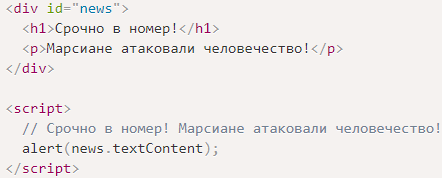 <div id="news">
  <h1>Срочно в номер!</h1>
  <p>Марсиане атаковали человечество!</p>
</div>

<script>
  // Срочно в номер! Марсиане атаковали человечество!
  alert(news.textContent);
</script>